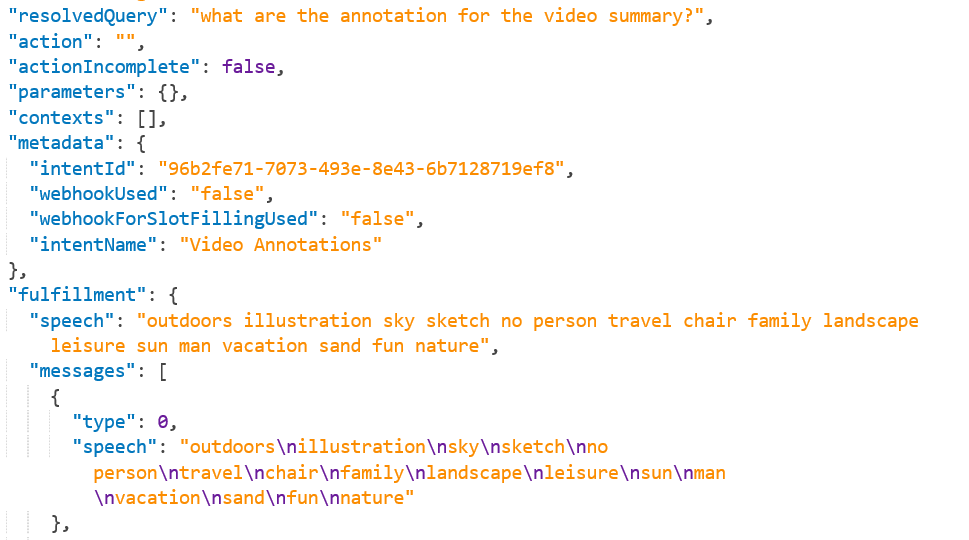 "resolvedQuery": "what are the annotation for the video summary?",
"action": "",
"actionIncomplete": false,
"parameters": {},
"contexts": [],
"metadata": {
"intentId": "96b2fe71-7073-493e-8e43-6b7128719ef8",
"webhookUsed": "false",
"webhookForSlotFillingUsed": "false",
"intentName": "Video Annotations"
},
"fulfillment": {
"speech": "outdoors illustration sky sketch no person travel chair family landscape
leisure sun man vacation sand fun nature",
"messages": [
{
"type": 0,
"speech": "outdoors\nillustration\nsky\nsketch\nno
person\ntravel\nchair\nfamily\nlandscape\nleisure\nsun\nman
\nvacation\nsand\nfun\nnature"
},